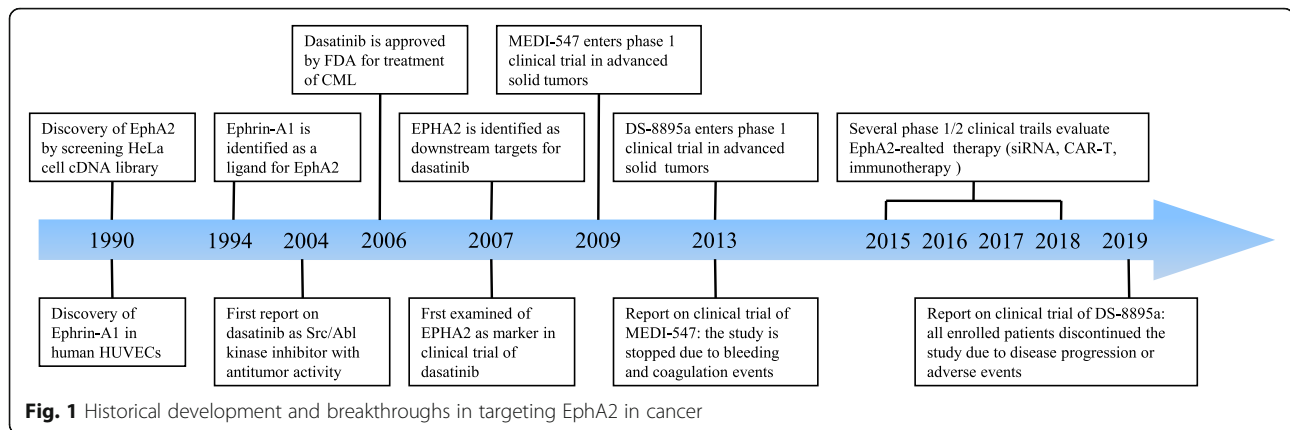 Dasatinib is approved
by FDA for treatment
of CML
MEDI-547 enters phase 1
clinical trial in advanced
solid tumors
Discovery of EphA2
by screening HeLa
cell cDNA library
Ephrin-A1 is
identified as a
ligand for EphA2
EPHA2 is identified as
downstream targets for
dasatinib
DS-8895a enters phase 1
clinical trial in advanced
solid tumors
Several phase 1/2 clinical trails evaluate
EphA2-realted therapy (siRNA, CAR-T,
immunotherapy )
1990 1994 2004 2006 2007 2009 2013 2015 2016 2017 2018 2019
Discovery of
Ephrin-A1 in
human HUVECs
First report on
dasatinib as Src/Abl
kinase inhibitor with
antitumor activity
Frst examined of
EPHA2 as marker in
clinical trial of
dasatinib
Report on clinical trial of
MEDI-547: the study is
stopped due to bleeding
and coagulation events
Report on clinical trial of DS-8895a:
all enrolled patients discontinued the
study due to disease progression or
adverse events
Fig. 1 Historical development and breakthroughs in targeting EphA2 in cancer